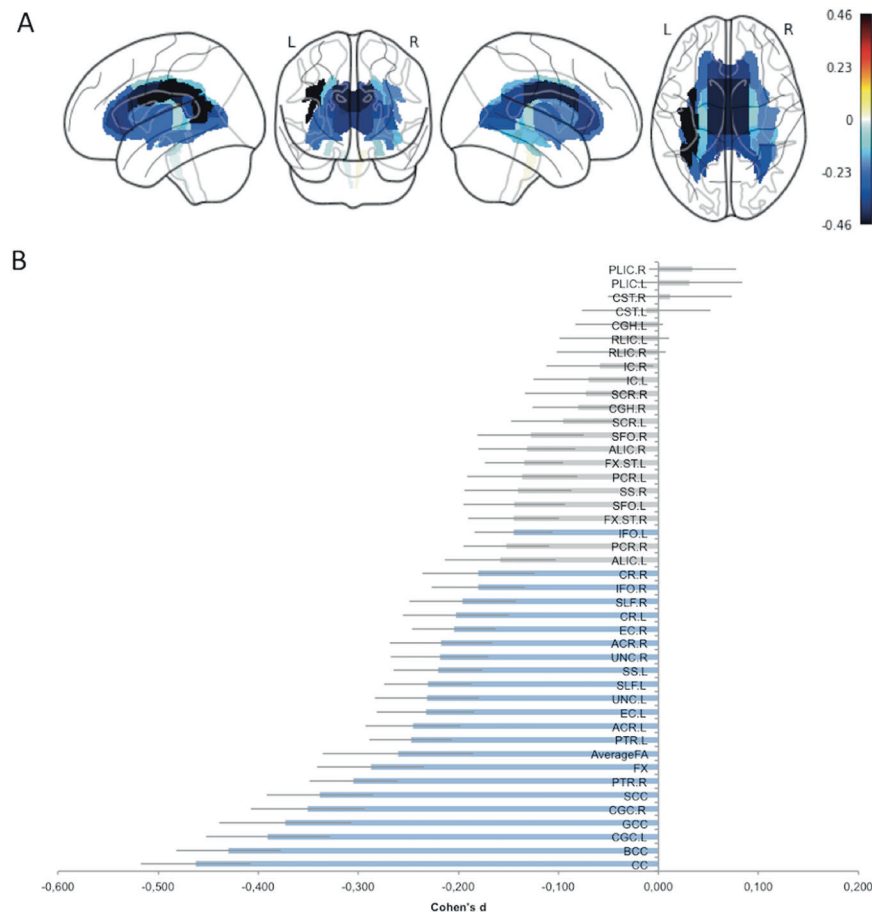 A
L R
L R
0.46
0.23
0
-0.23
-0.46
B
PLIC.R
PLIC.L
CST.R
CST.L
CGH.L
RLIC.L
RLIC.R
IC.R
IC.L
SCR.R
CGH.R
SCR.L
SFO.R
ALIC.R
FX.ST.L
PCR.L
SS.R
SFO.L
FX.ST.R
IFO.L
PCR.R
ALIC.L
CR.R
IFO.R
SLF.R
CR.L
EC.R
ACR.R
UNC.R
SS.L
SLF.L
UNC.L
EC.L
ACR.L
PTR.L
AverageFA
FX
PTR.R
SCC
CGC.R
GCC
CGC.L
BCC
CC
-0,600 -0,500 -0,400 -0,300 -0,200 -0,100 0,000 0,100 0,200
Cohen's d